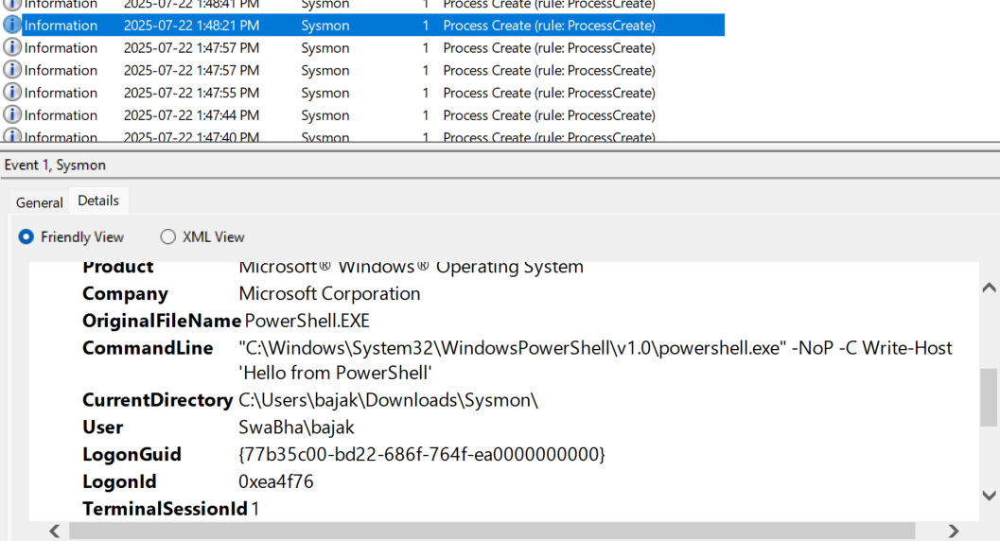 Information 2025-07-22 1:48:41 PM Sysmon 1 Process Create (rule: ProcessCreate)
Information 2025-07-22 1:48:21 PM Sysmon 1 Process Create (rule: ProcessCreate)
Information 2025-07-22 1:47:57 PM Sysmon 1 Process Create (rule: ProcessCreate)
Information 2025-07-22 1:47:57 PM Sysmon 1 Process Create (rule: ProcessCreate)
Information 2025-07-22 1:47:55 PM Sysmon 1 Process Create (rule: ProcessCreate)
Information 2025-07-22 1:47:44 PM Sysmon 1 Process Create (rule: ProcessCreate)
Information 2025-07-22 1:47:40 PM Sysmon 1 Process Create (rule: ProcessCreate)
Event 1, Sysmon
General Details
Friendly View XML View
Product Microsoft® Windows® Operating System
Company Microsoft Corporation
OriginalFileName PowerShell.EXE
CommandLine "C:\Windows\System32\WindowsPowerShell\v1.0\powershell.exe" -NoP -C Write-Host
'Hello from PowerShell'
CurrentDirectory C:\Users\bajak\Downloads\Sysmon\
User SwaBha\bajak
LogonGuid {77b35c00-bd22-686f-764f-ea0000000000}
LogonId 0xea4f76
TerminalSessionId 1